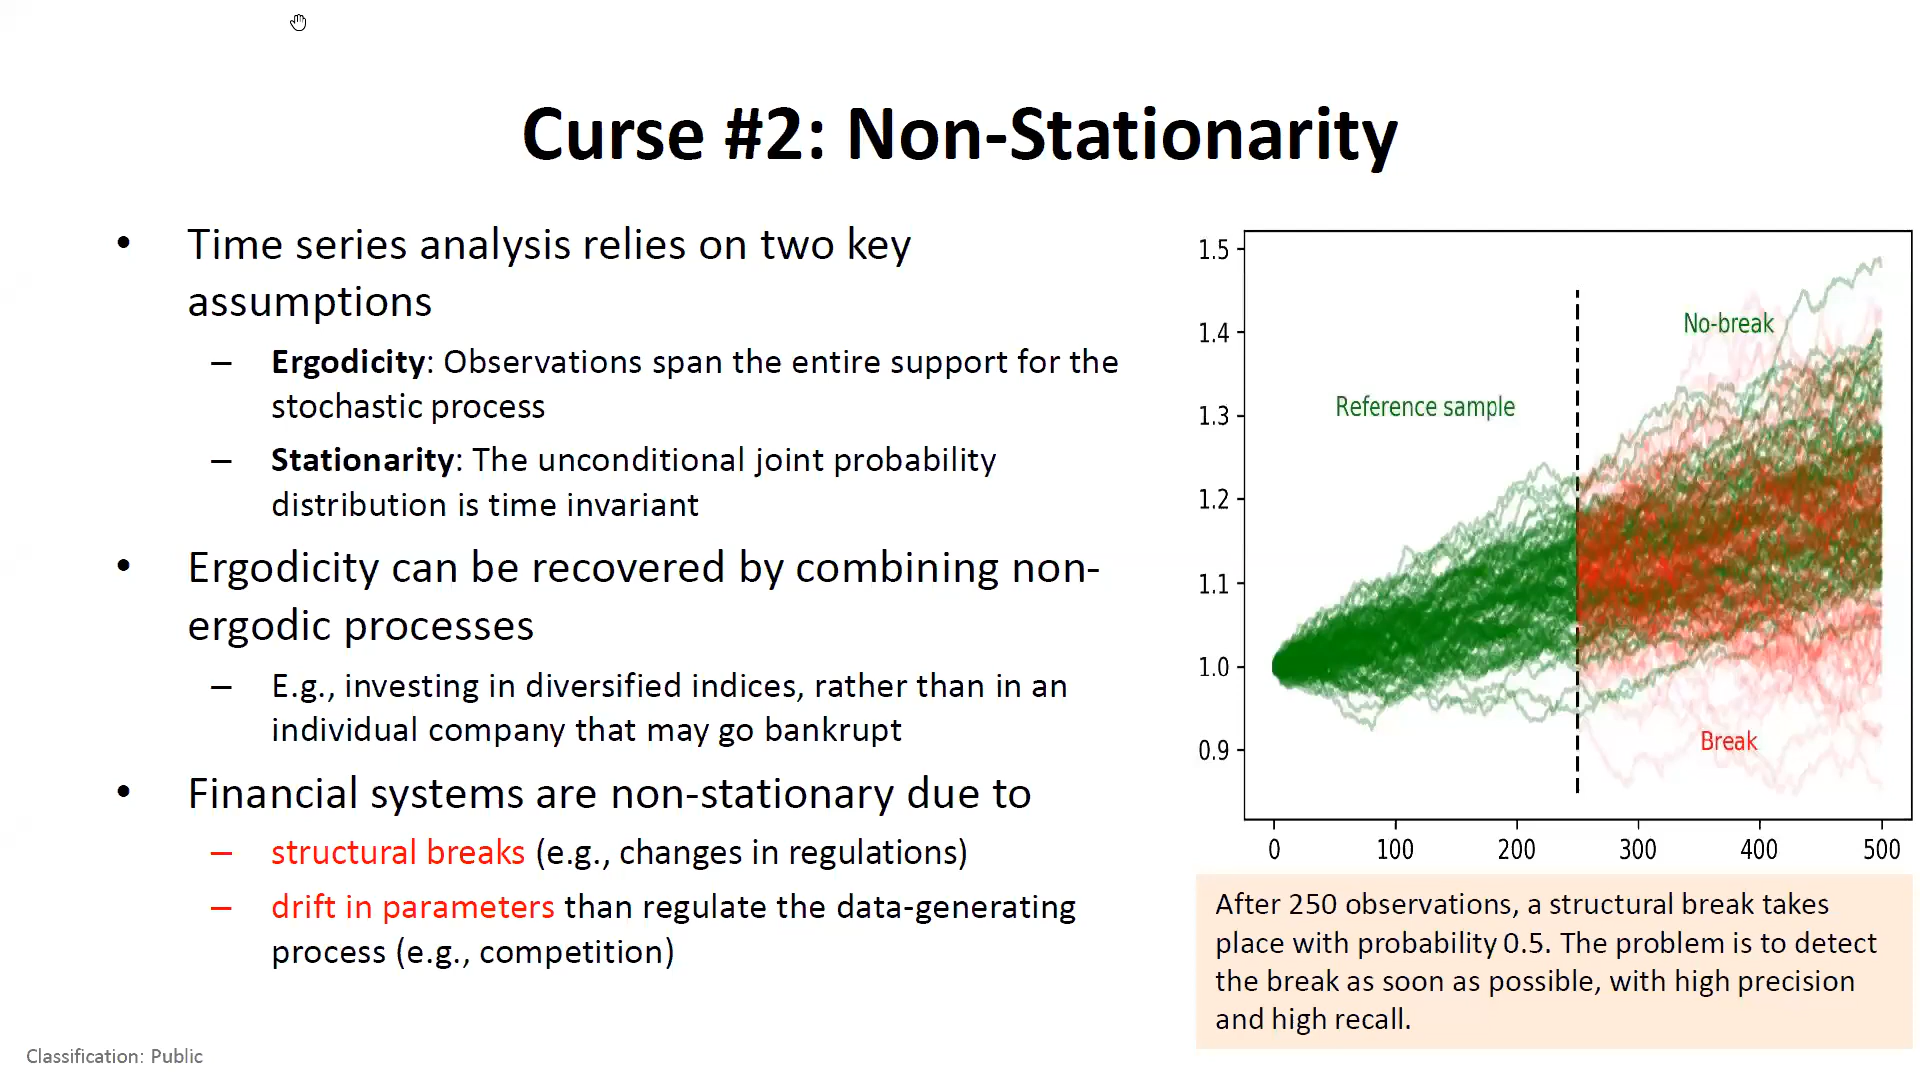 Curse #2: Non-Stationarity
• Time series analysis relies on two key
assumptions
– Ergodicity: Observations span the entire support for the
stochastic process
– Stationarity: The unconditional joint probability
distribution is time invariant
• Ergodicity can be recovered by combining non-
ergodic processes
– E.g., investing in diversified indices, rather than in an
individual company that may go bankrupt
• Financial systems are non-stationary due to
– structural breaks (e.g., changes in regulations)
– drift in parameters than regulate the data-generating
process (e.g., competition)
1.5
1.4
1.3
1.2
1.1
1.0
0.9
No-break
Reference sample
Break
0 100 200 300 400 500
After 250 observations, a structural break takes
place with probability 0.5. The problem is to detect
the break as soon as possible, with high precision
and high recall.
Classification: Public